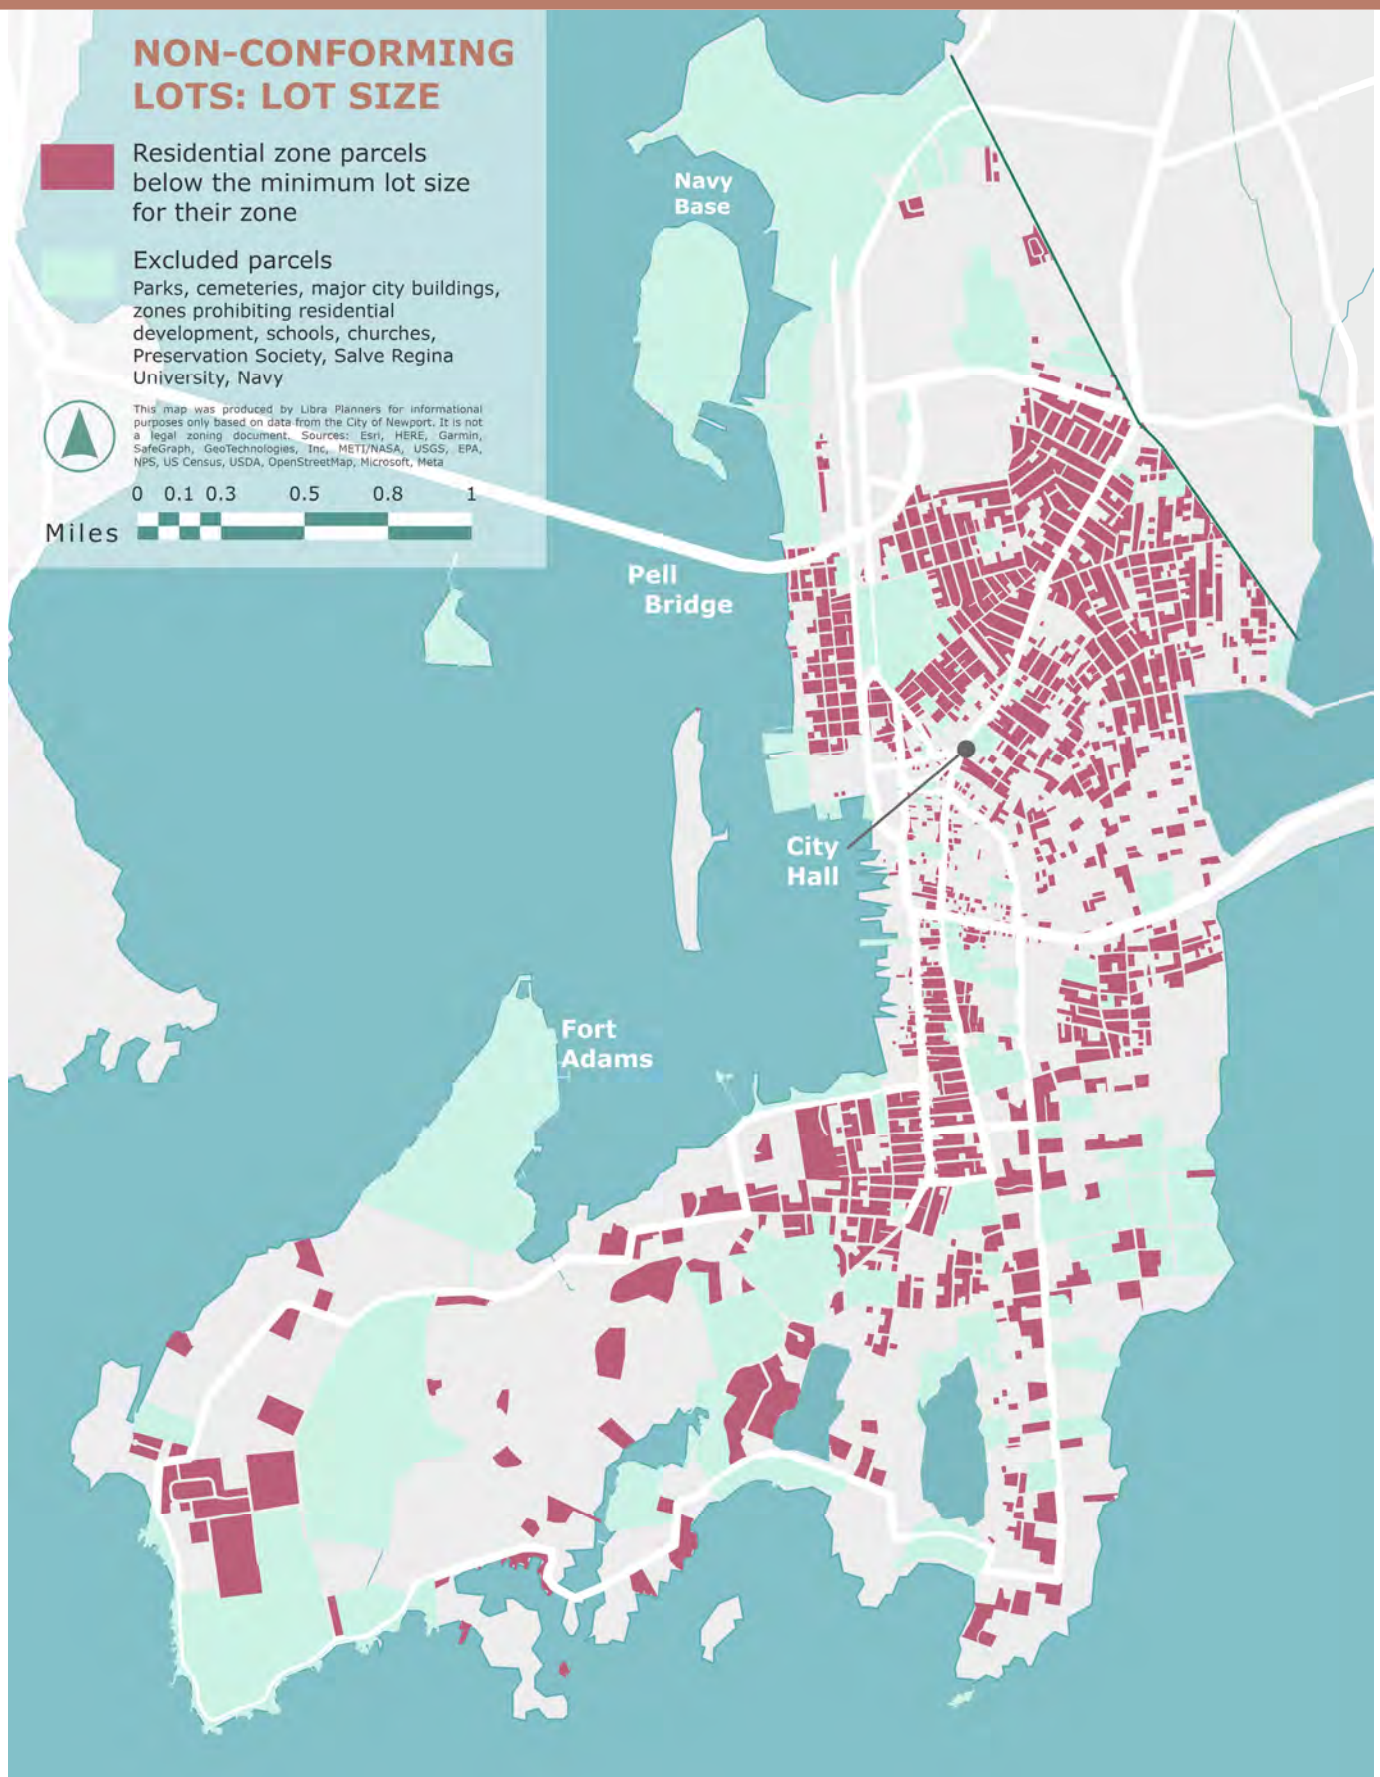 NON-CONFORMING
LOTS: LOT SIZE
Residential zone parcels
below the minimum lot size
for their zone
Excluded parcels
Parks, cemeteries, major city buildings,
zones prohibiting residential
development, schools, churches,
Preservation Society, Salve Regina
University, Navy
This map was produced by Libra Planners for informational
purposes only based on data from the City of Newport. It is not
a legal zoning document. Sources: Esri, HERE, Garmin,
SafeGraph, GeoTechnologies, Inc, METI/NASA, USGS, EPA,
NPS, US Census, USDA, OpenStreetMap, Microsoft, Meta
0 0.1 0.3 0.5 0.8 1
Miles
Navy
Base
Pell
Bridge
City
Hall
Fort
Adams